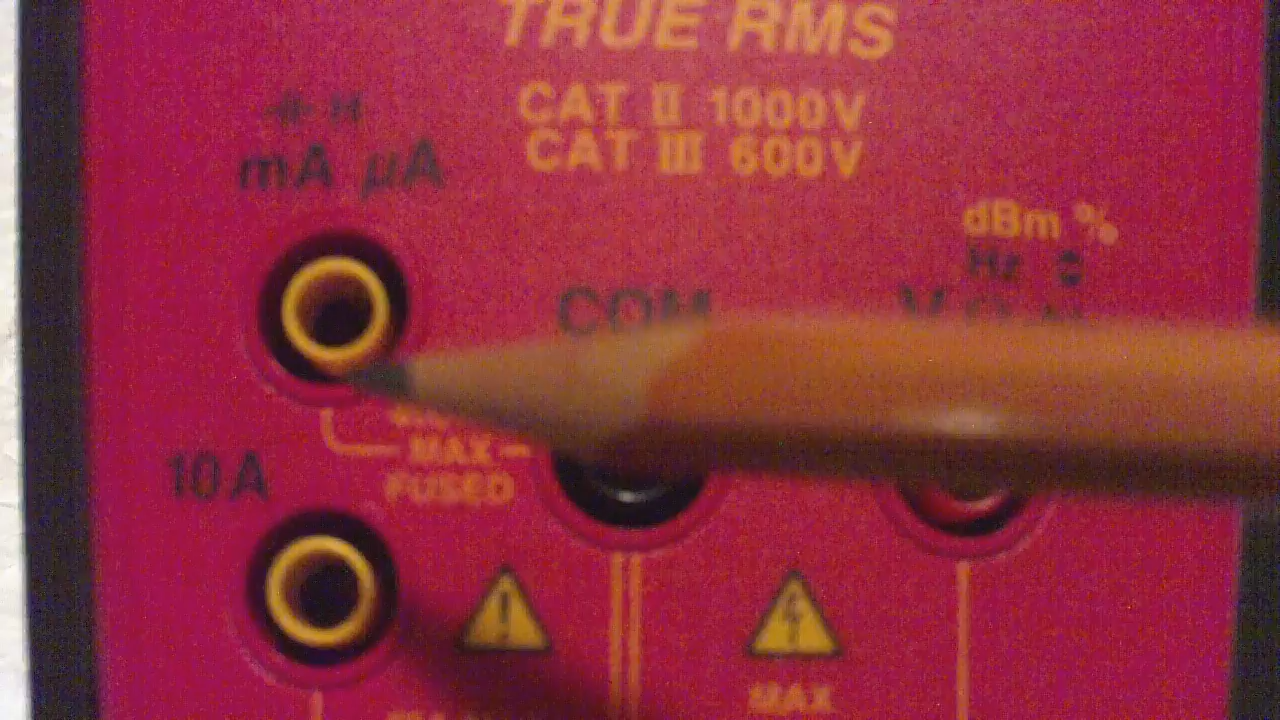 TRUE RMS
CAT II 1000V
CAT III 600V
H
mA µA
dBm %
Hz
COM
V Ω
MAX
FUSED
10A
MAX